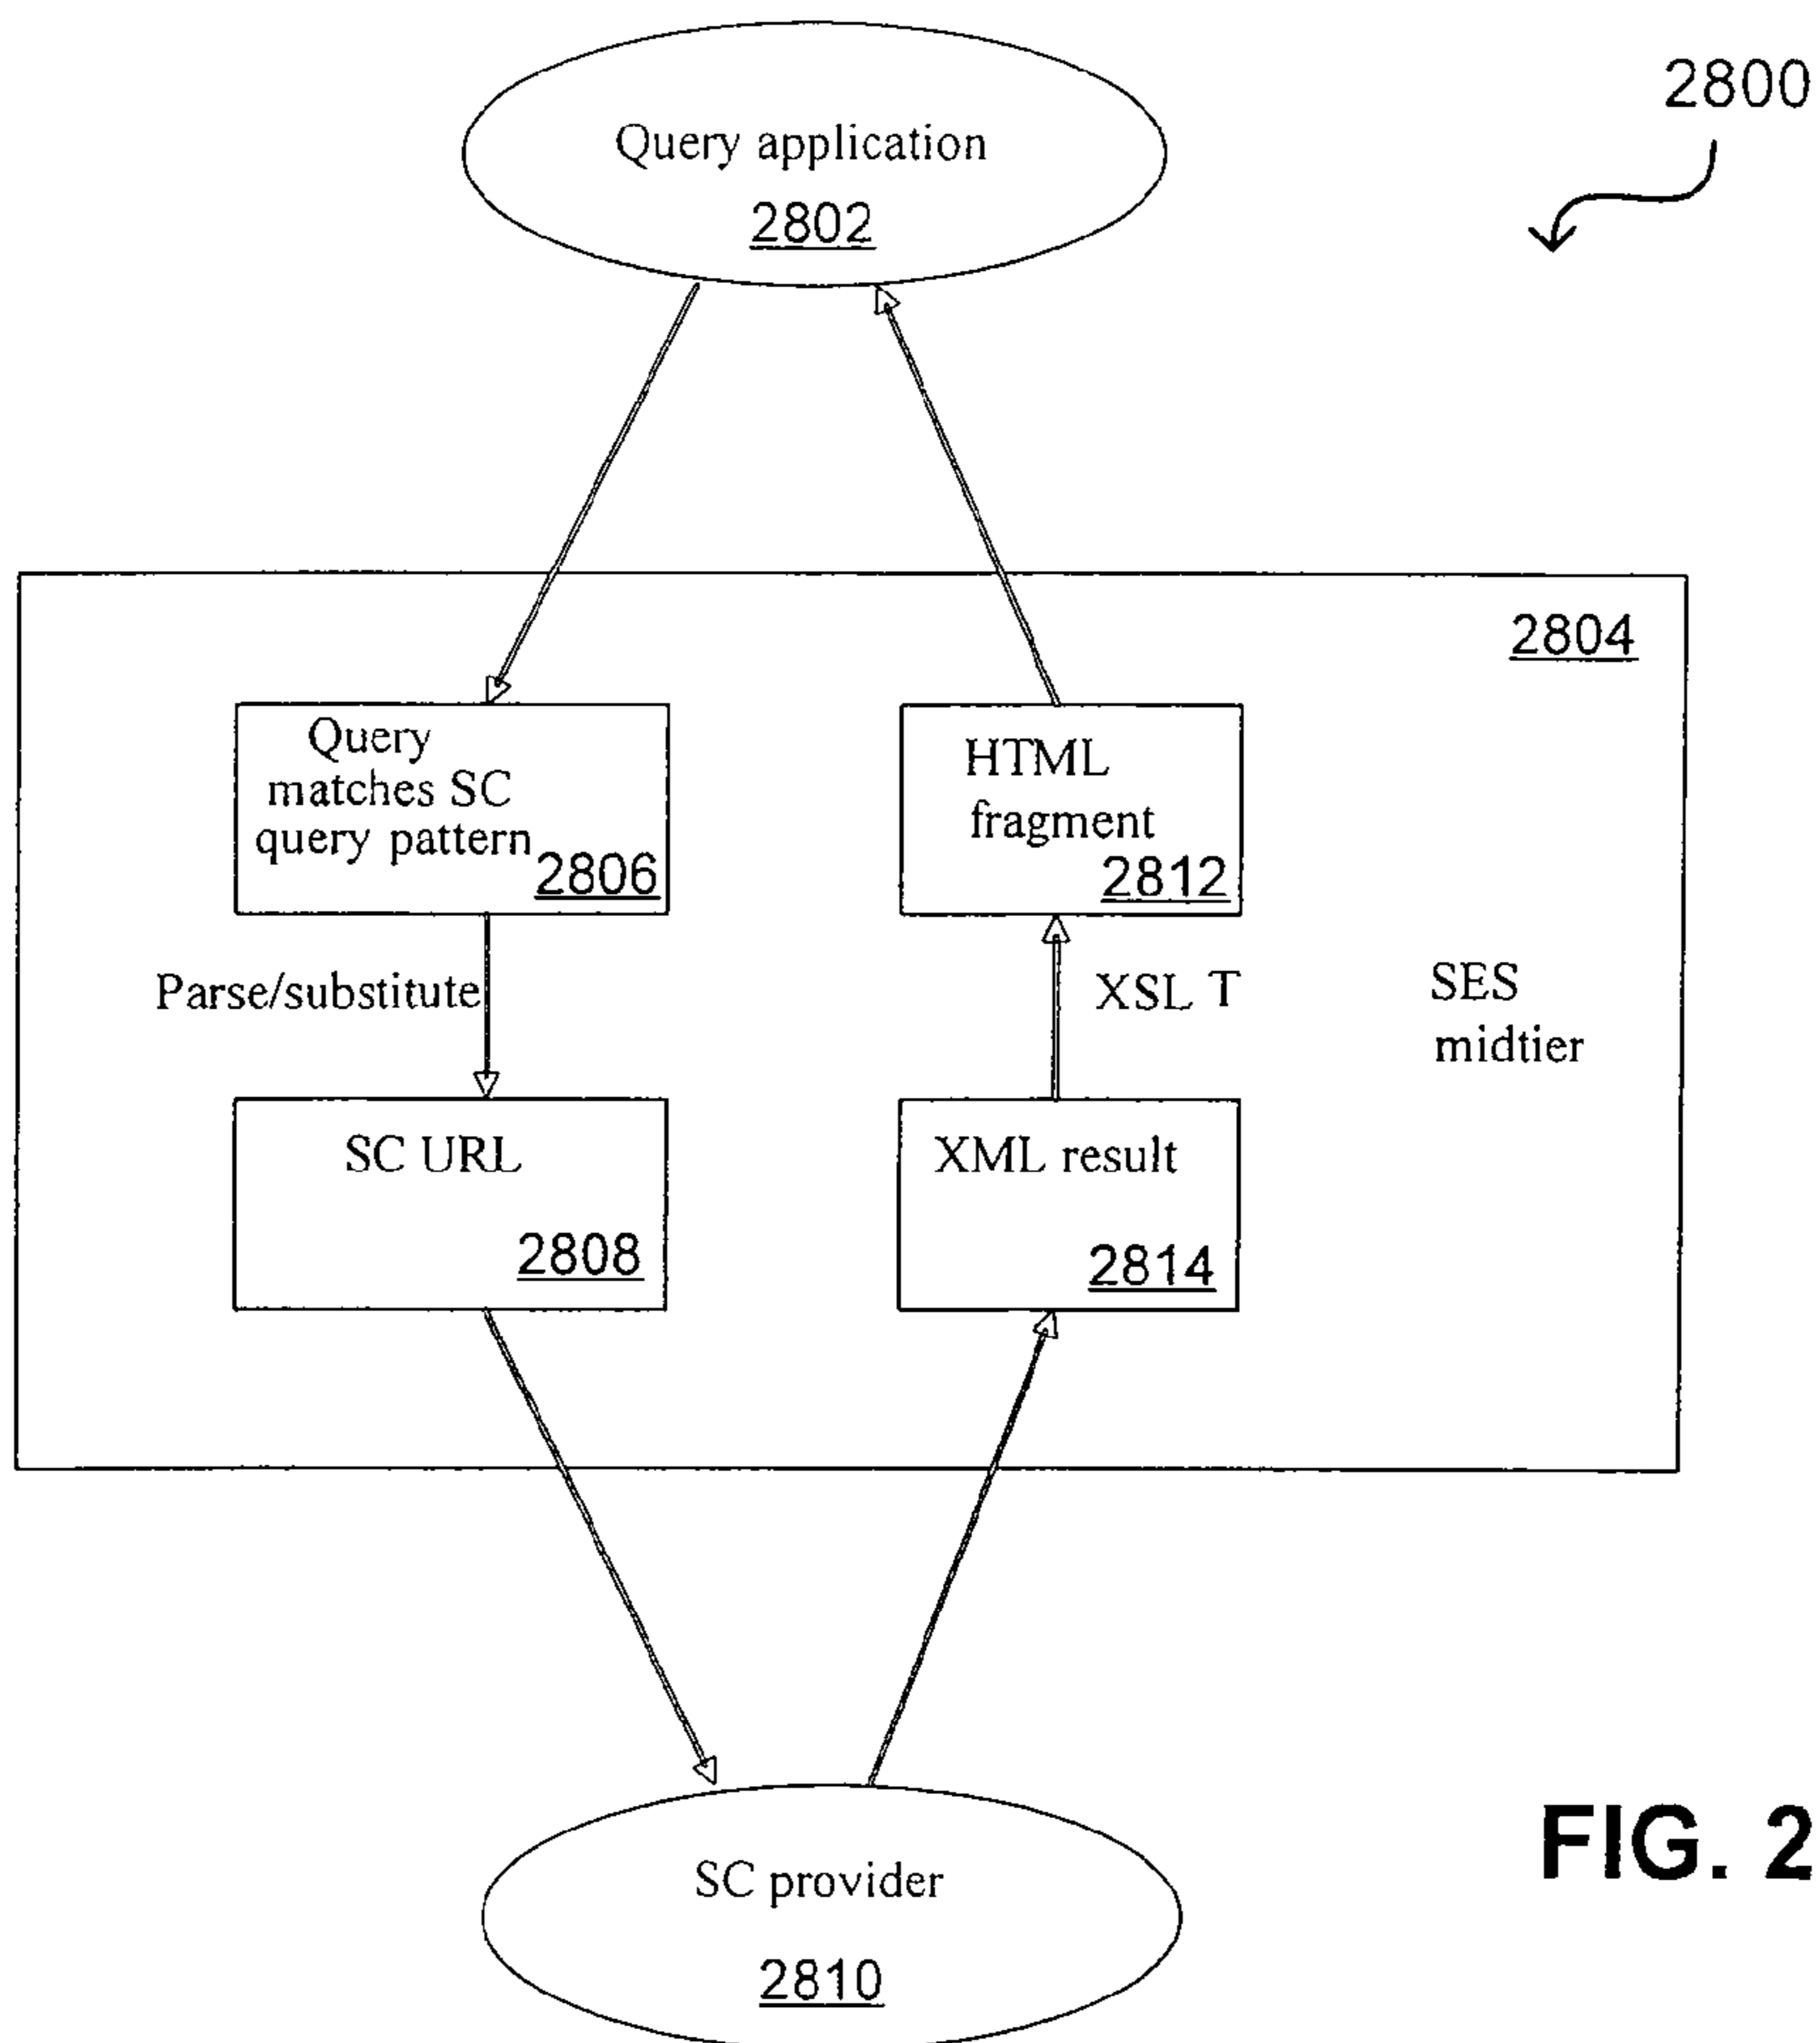 2800
Query application
2802
2804
Query
matches SC
query pattern
2806
HTML
fragment
2812
Parse/substitute
XSL T
SES
midtier
SC URL
2808
XML result
2814
SC provider
2810
FIG. 2